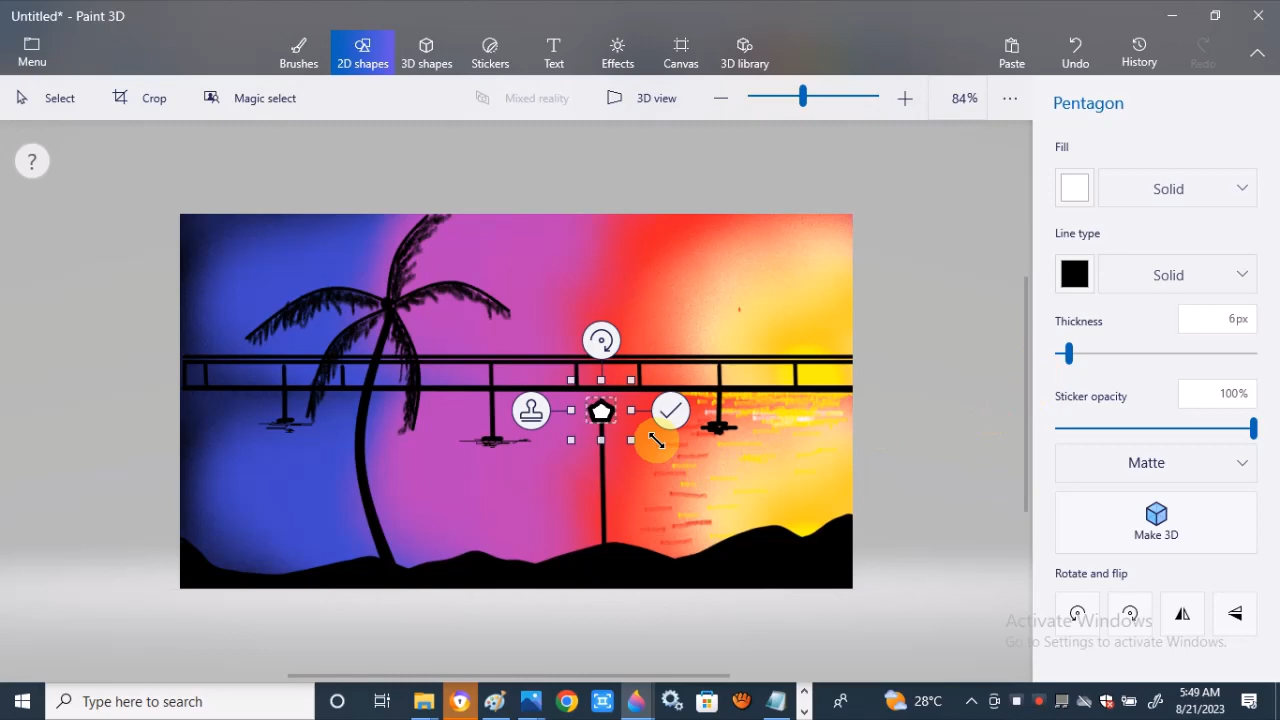 Untitled* - Paint 3D
Menu
Brushes
2D shapes
3D shapes
Stickers
Text
Effects
Canvas
3D library
Paste
Undo
History
Redo
Select
Crop
Magic select
Mixed reality
3D view
84%
?
Pentagon
Fill
Solid
Line type
Solid
Thickness
6px
Sticker opacity
100%
Matte
Make 3D
Rotate and flip
Activate Windows
Go to Settings to activate Windows.
Type here to search
28°C
5:49 AM
8/21/2023